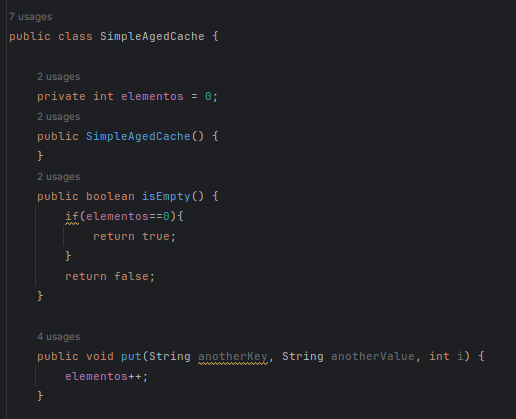 7 usages
public class SimpleAgedCache {
2 usages
private int elementos = 0;
2 usages
public SimpleAgedCache() {
}
2 usages
public boolean isEmpty() {
if(elementos==0){
return true;
}
return false;
}
4 usages
public void put(String anotherKey, String anotherValue, int i) {
elementos++;
}